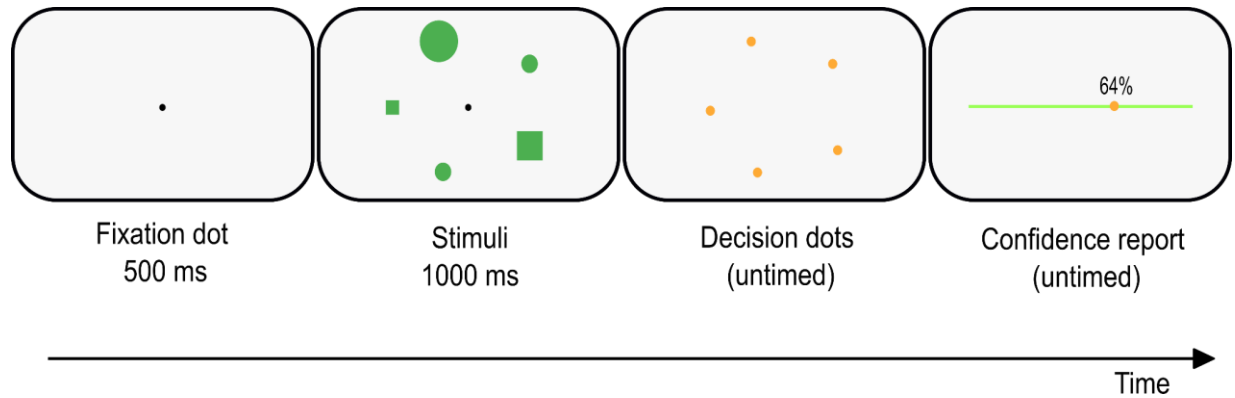 64%
Fixation dot
500 ms
Stimuli
1000 ms
Decision dots
(untimed)
Confidence report
(untimed)
Time